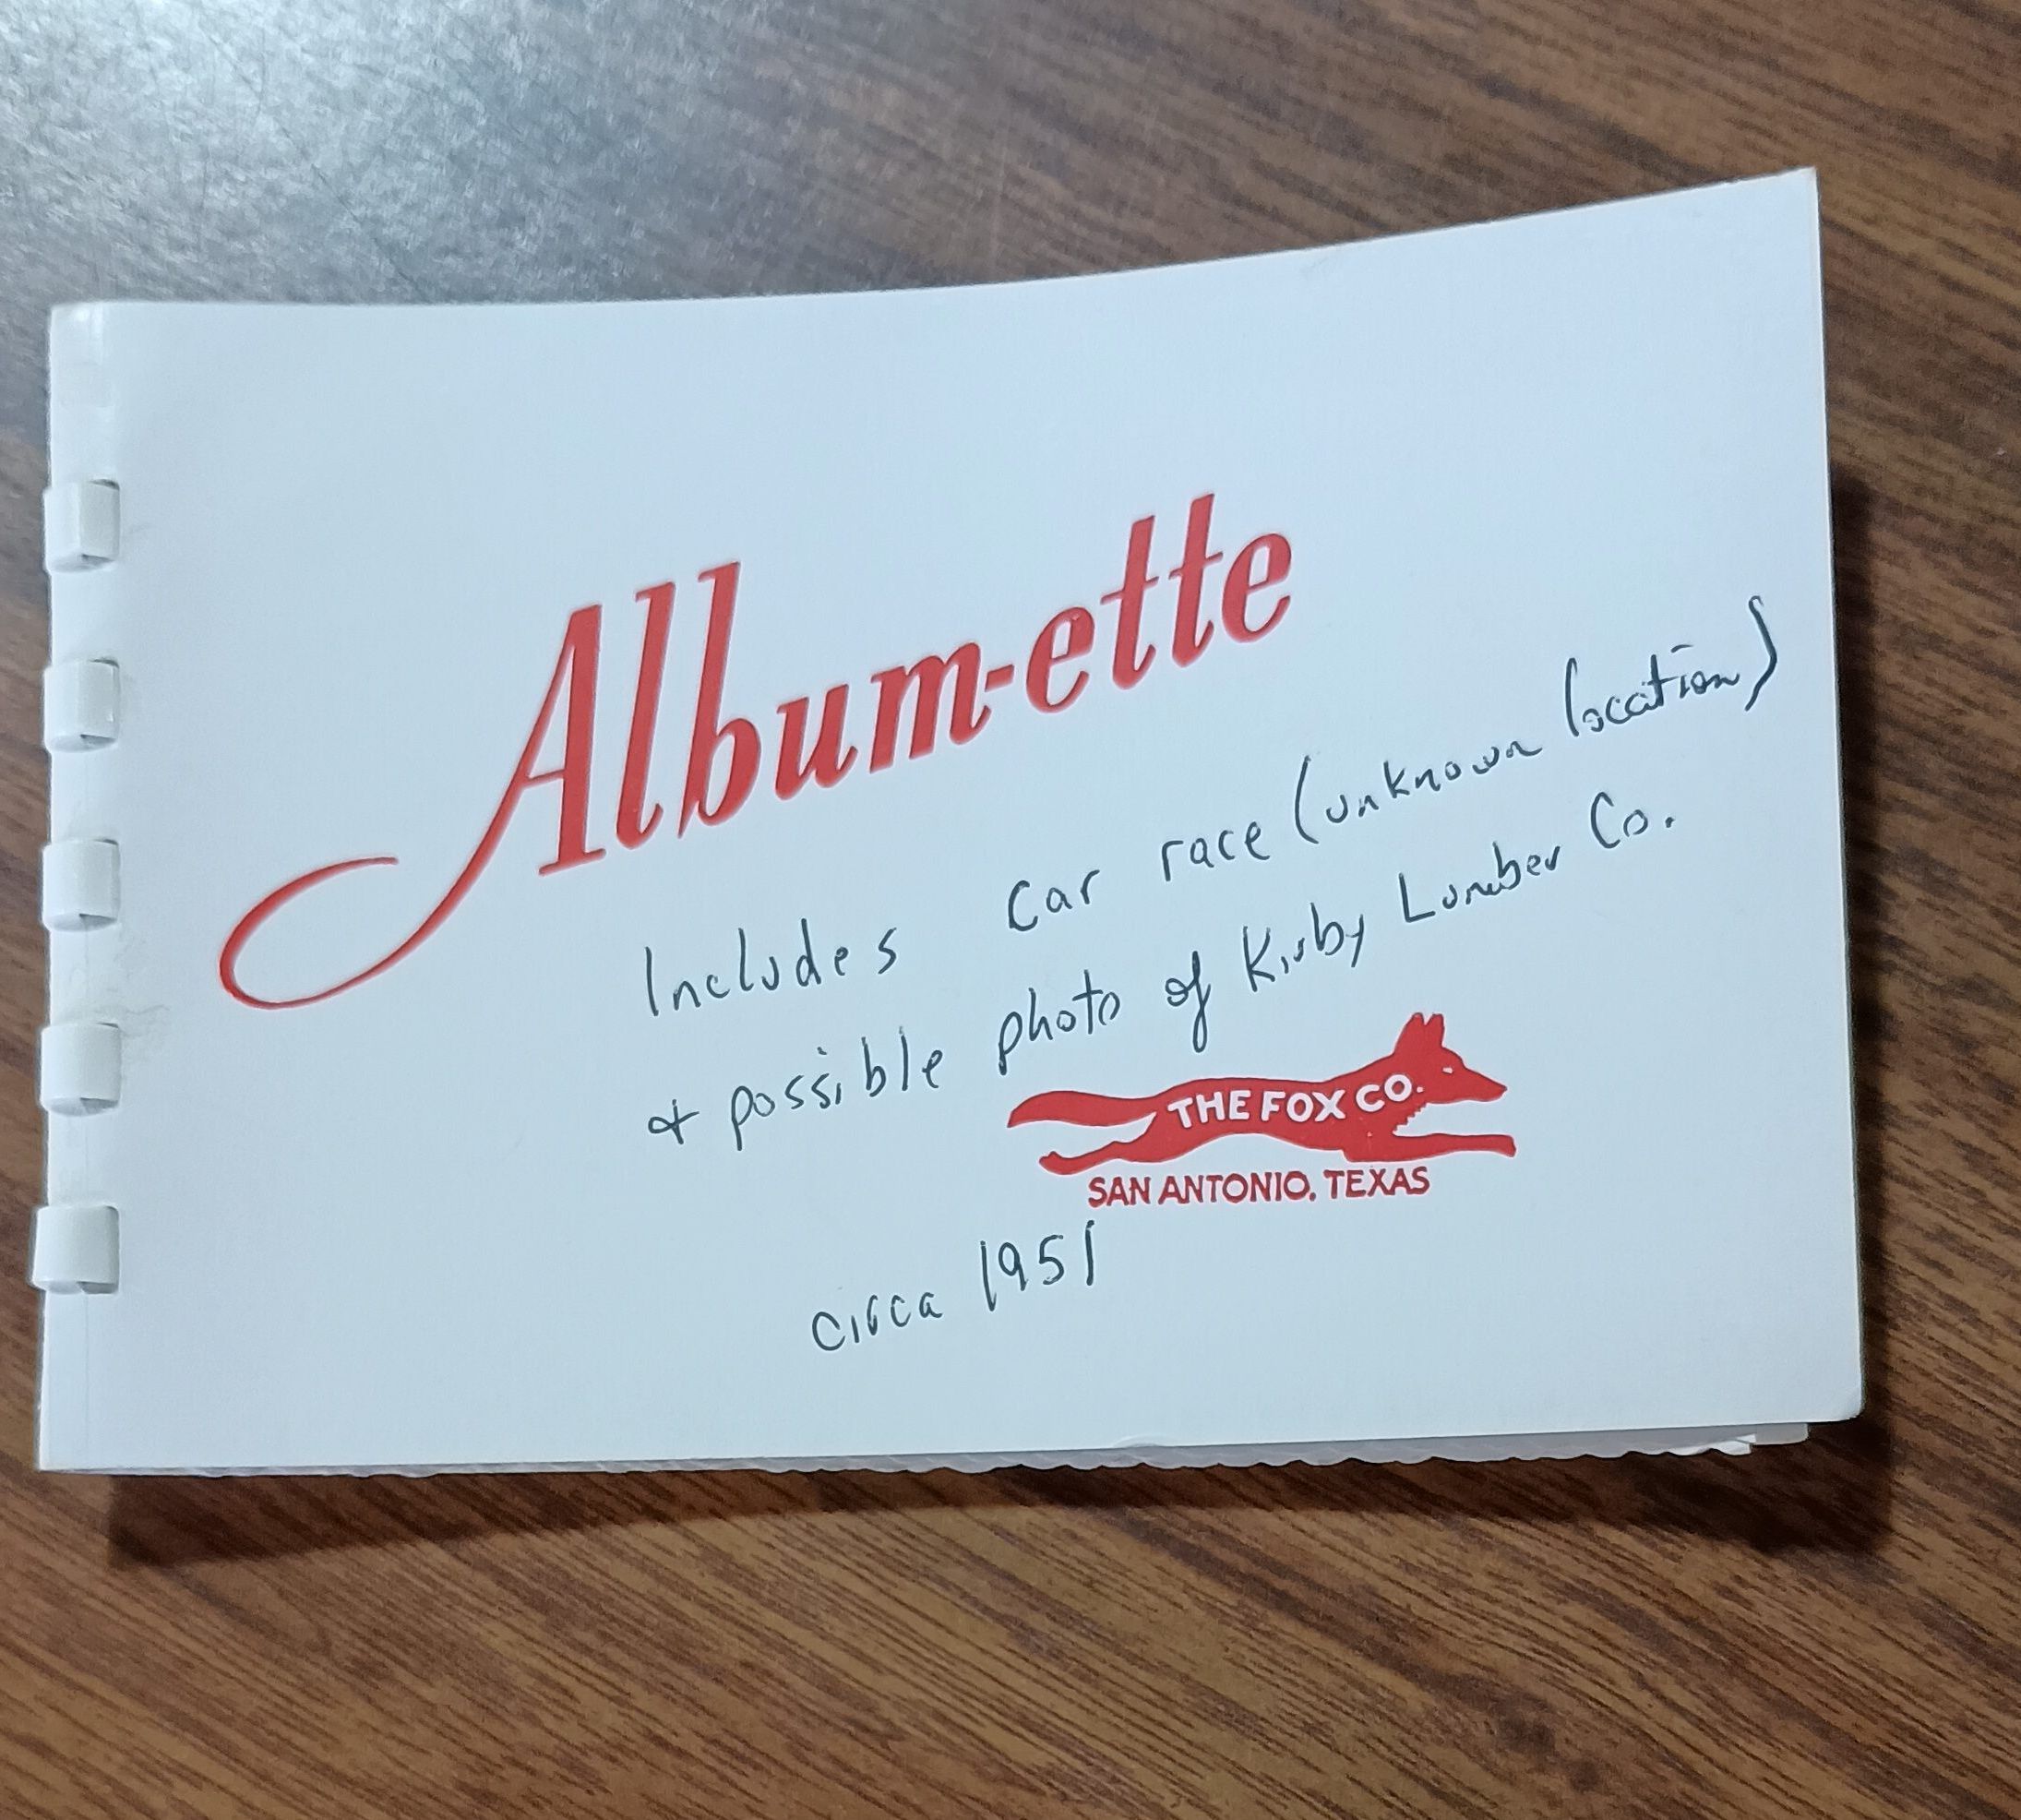 Album-ette
Includes car race (unknown location)
& possible photo of Kirby Lumber Co.
THE FOX CO.
SAN ANTONIO, TEXAS
circa 1951